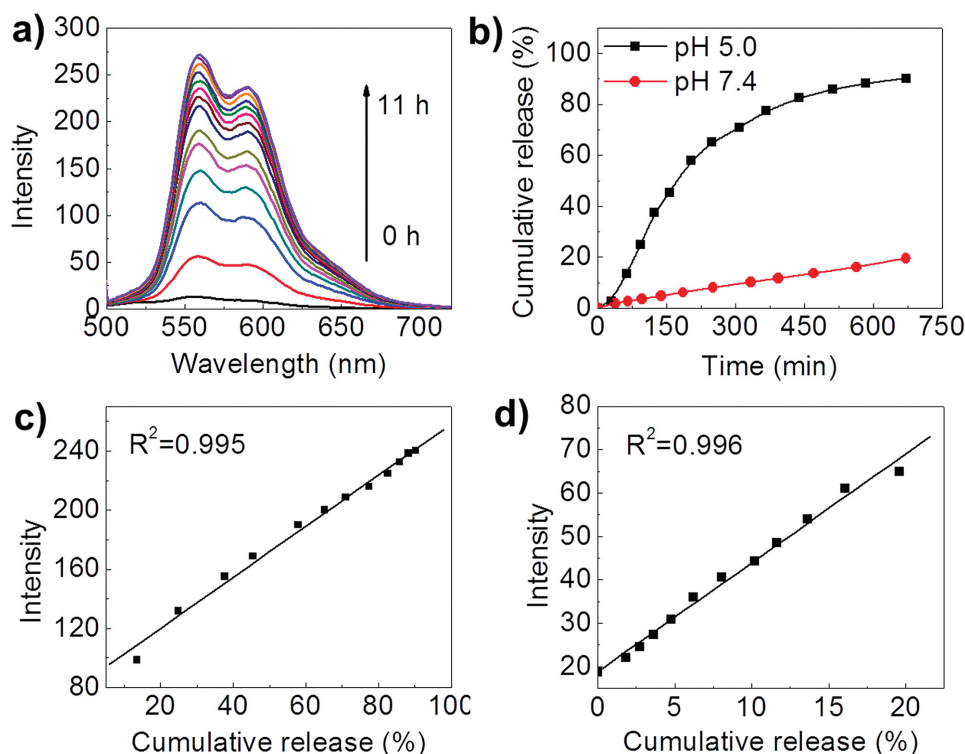 a)
300
250
200
150
100
50
0
Intensity
11 h
0 h
500 550 600 650 700
Wavelength (nm)
b)
100
80
60
40
20
0
Cumulative release (%)
pH 5.0
pH 7.4
0 150 300 450 600 750
Time (min)
c)
240
200
160
120
80
Intensity
R²=0.995
20 40 60 80 100
Cumulative release (%)
d)
80
70
60
50
40
30
20
Intensity
R²=0.996
0 5 10 15 20
Cumulative release (%)